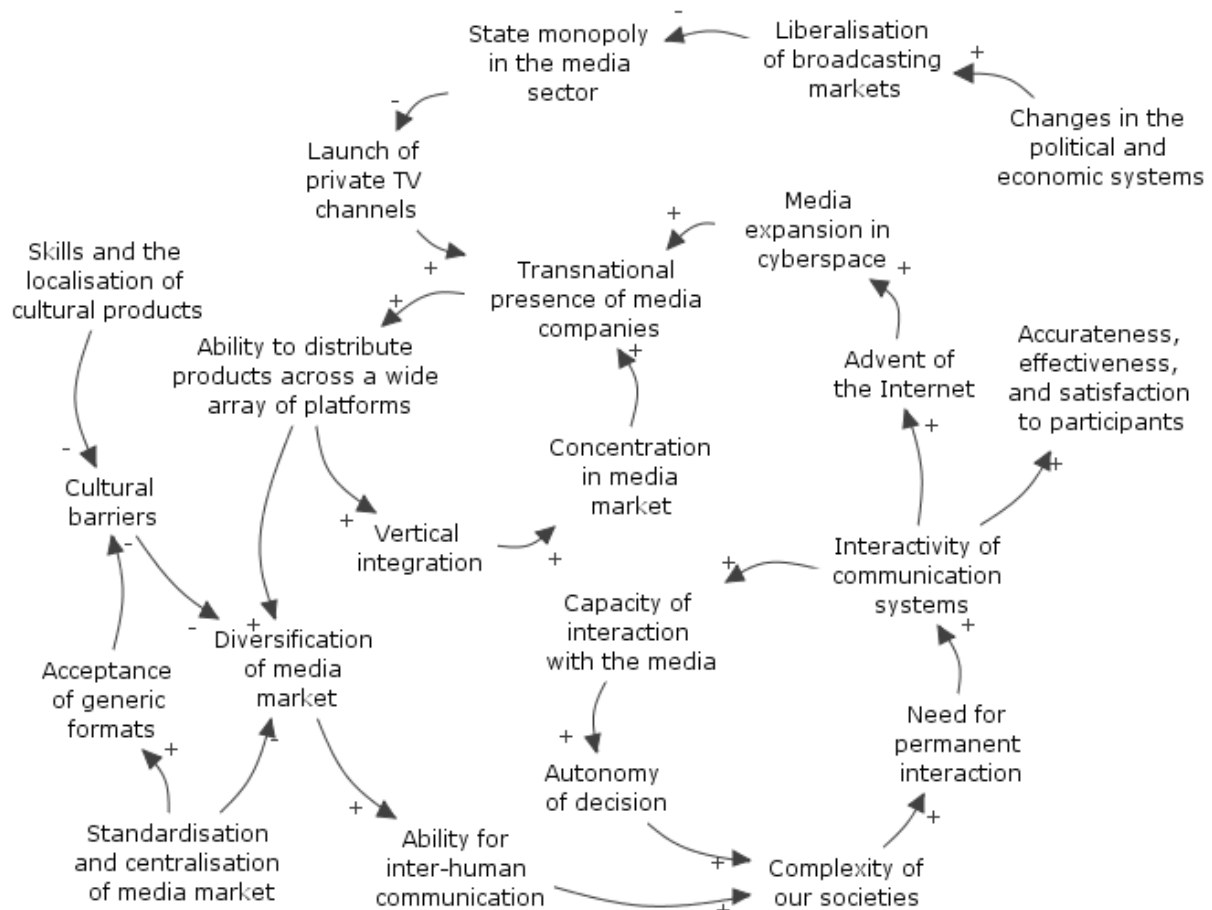 State monopoly
in the media
sector
-
Liberalisation
of broadcasting
markets
+
Changes in the
political and
economic systems
-
Launch of
private TV
channels
Media
expansion in
cyberspace
+
+
Skills and the
localisation of
cultural products
+
Transnational
presence of media
companies
+
+
Ability to distribute
products across a wide
array of platforms
Advent of
the Internet
+
Accurateness,
effectiveness,
and satisfaction
to participants
+
-
Cultural
barriers
-
Concentration
in media
market
+
+
Vertical
integration
Interactivity of
communication
systems
+
+
Capacity of
interaction
with the media
-
+
Diversification
of media
market
-
Acceptance
of generic
formats
+
Need for
permanent
interaction
+
+
Autonomy
of decision
+
Standardisation
and centralisation
of media market
+
Ability for
inter-human
communication
+
+
Complexity of
our societies